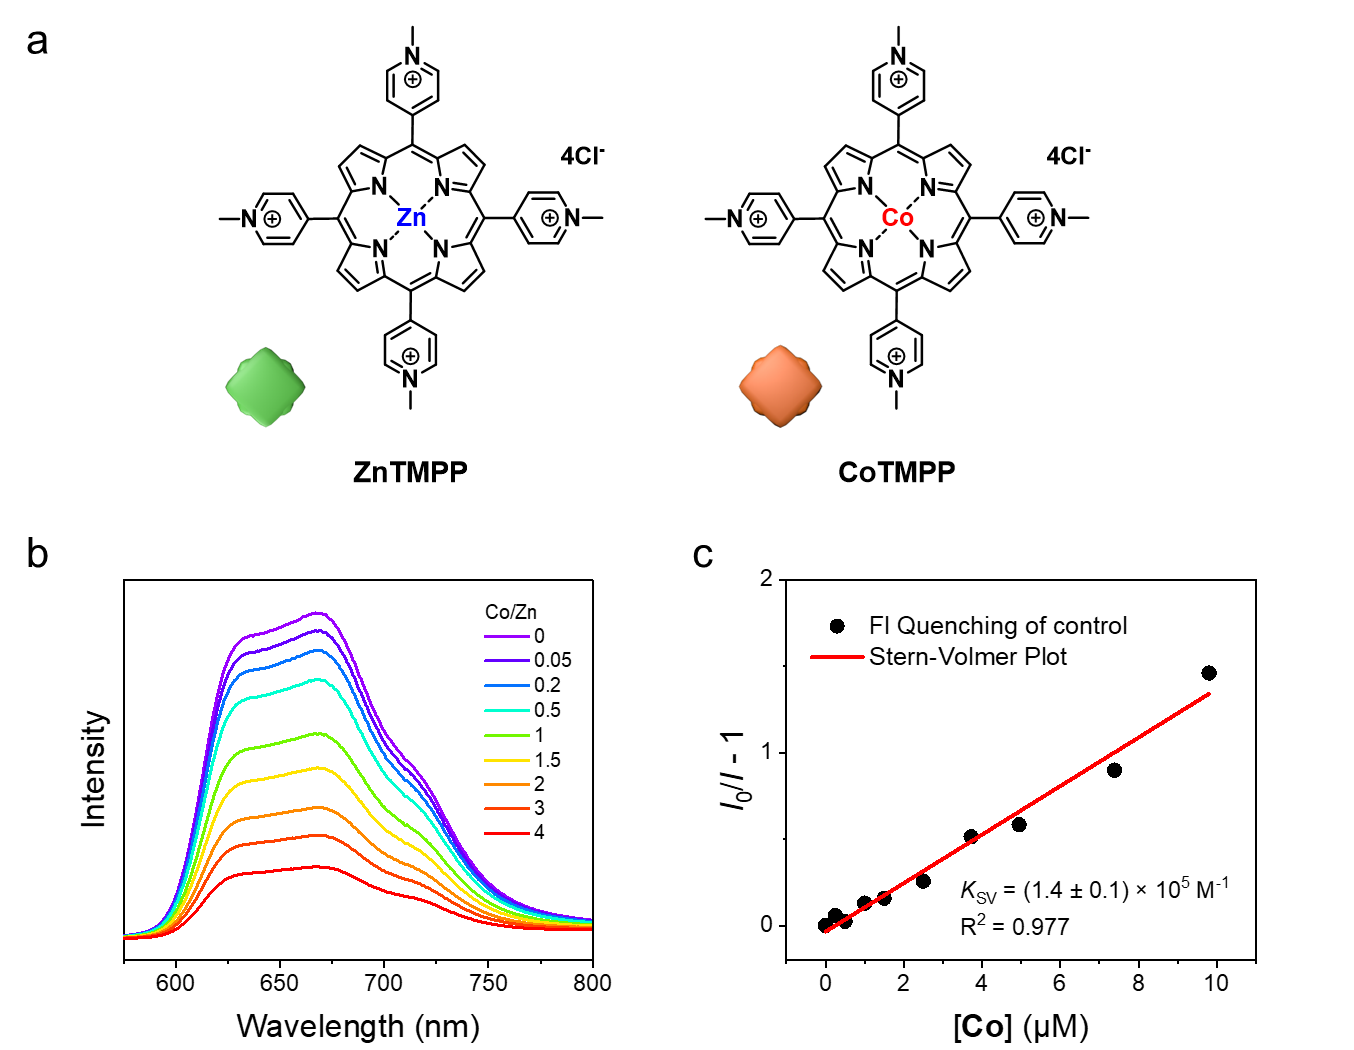 a
N
N
N
N
N
Zn
N
N
N
4Cl-
ZnTMPP
N
N
N
N
N
Co
N
N
N
4Cl-
CoTMPP
b
Intensity
Co/Zn
0
0.05
0.2
0.5
1
1.5
2
3
4
600 650 700 750 800
Wavelength (nm)
c
I0/I - 1
2
1
0
Fl Quenching of control
Stern-Volmer Plot
KSV = (1.4 ± 0.1) × 10⁵ M⁻¹
R² = 0.977
0 2 4 6 8 10
[Co] (µM)